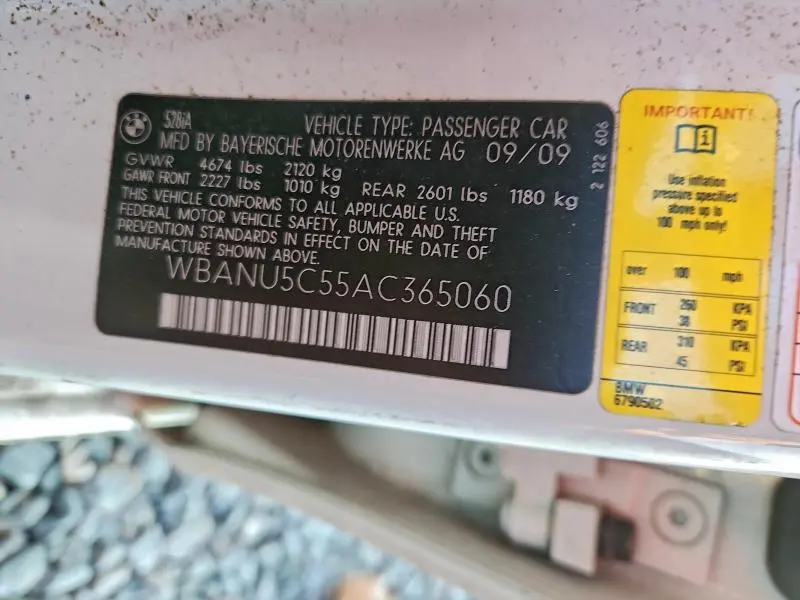 BMW
528iA
VEHICLE TYPE: PASSENGER CAR
MFD BY BAYERISCHE MOTORENWERKE AG 09/09
GVWR 4674 lbs 2120 kg
GAWR FRONT 2227 lbs 1010 kg REAR 2601 lbs 1180 kg
THIS VEHICLE CONFORMS TO ALL APPLICABLE U.S.
FEDERAL MOTOR VEHICLE SAFETY, BUMPER AND THEFT
PREVENTION STANDARDS IN EFFECT ON THE DATE OF
MANUFACTURE SHOWN ABOVE.
WBANU5C55AC365060
2 122 606
IMPORTANT!
i
Use inflation
pressure specified
above up to
100 mph only!
over 100 mph
FRONT 260 KPA
38 PSI
REAR 310 KPA
45 PSI
BMW
6790502